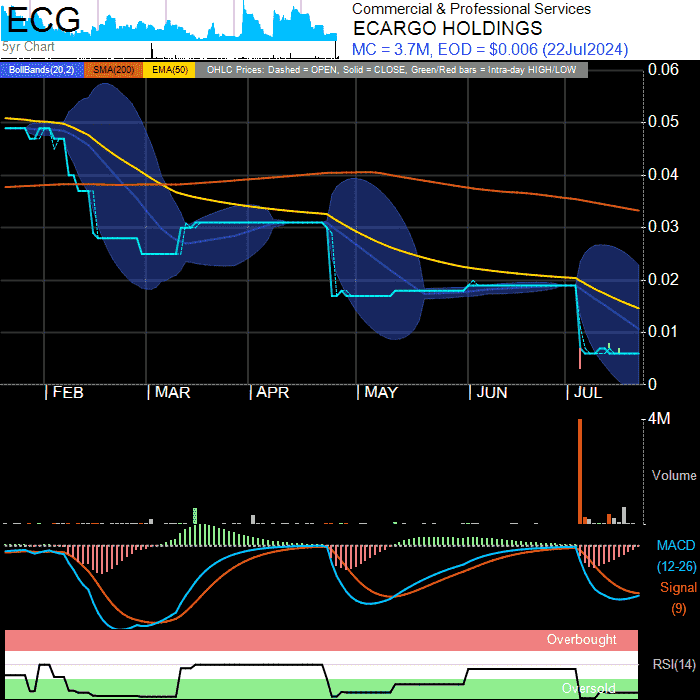 ECG
5yr Chart
Commercial & Professional Services
ECARGO HOLDINGS
MC = 3.7M, EOD = $0.006 (22Jul2024)
BollBands(20,2) SMA(200) EMA(50) OHLC Prices: Dashed = OPEN, Solid = CLOSE, Green/Red bars = Intra-day HIGH/LOW
0.06
0.05
0.04
0.03
0.02
0.01
0
FEB MAR APR MAY JUN JUL
4M
Volume
MACD
(12-26)
Signal
(9)
Overbought
RSI(14)
Oversold